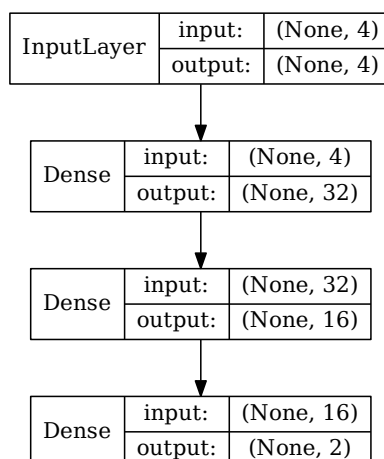 InputLayer
input: (None, 4)
output: (None, 4)
Dense
input: (None, 4)
output: (None, 32)
Dense
input: (None, 32)
output: (None, 16)
Dense
input: (None, 16)
output: (None, 2)